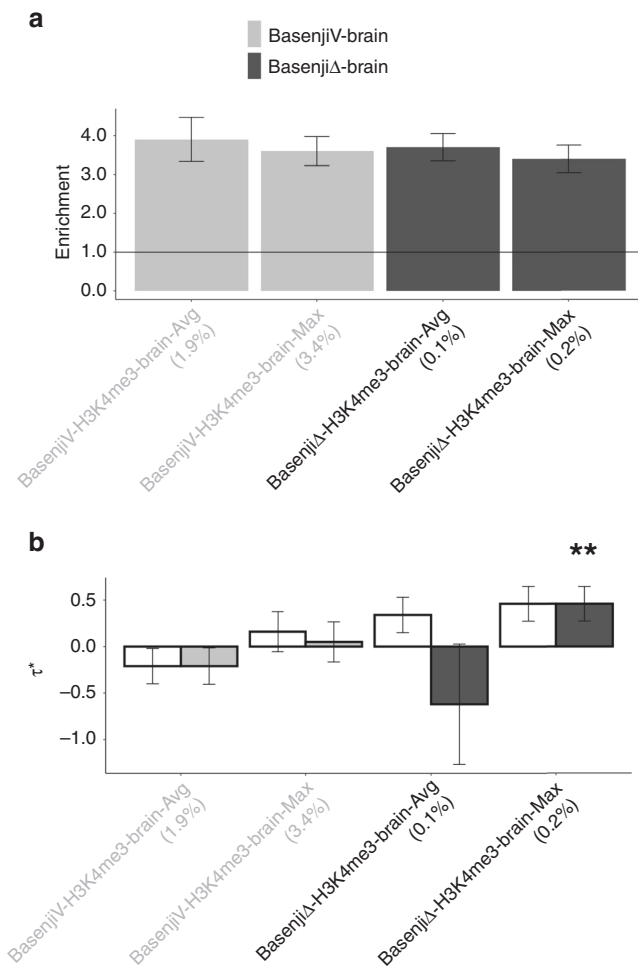 a
BasenjiV-brain
BasenjiΔ-brain
Enrichment
4.0
3.0
2.0
1.0
0.0
BasenjiV-H3K4me3-brain-Avg
(1.9%)
BasenjiV-H3K4me3-brain-Max
(3.4%)
BasenjiΔ-H3K4me3-brain-Avg
(0.1%)
BasenjiΔ-H3K4me3-brain-Max
(0.2%)
b
**
τ*
0.5
0.0
−0.5
−1.0
BasenjiV-H3K4me3-brain-Avg
(1.9%)
BasenjiV-H3K4me3-brain-Max
(3.4%)
BasenjiΔ-H3K4me3-brain-Avg
(0.1%)
BasenjiΔ-H3K4me3-brain-Max
(0.2%)